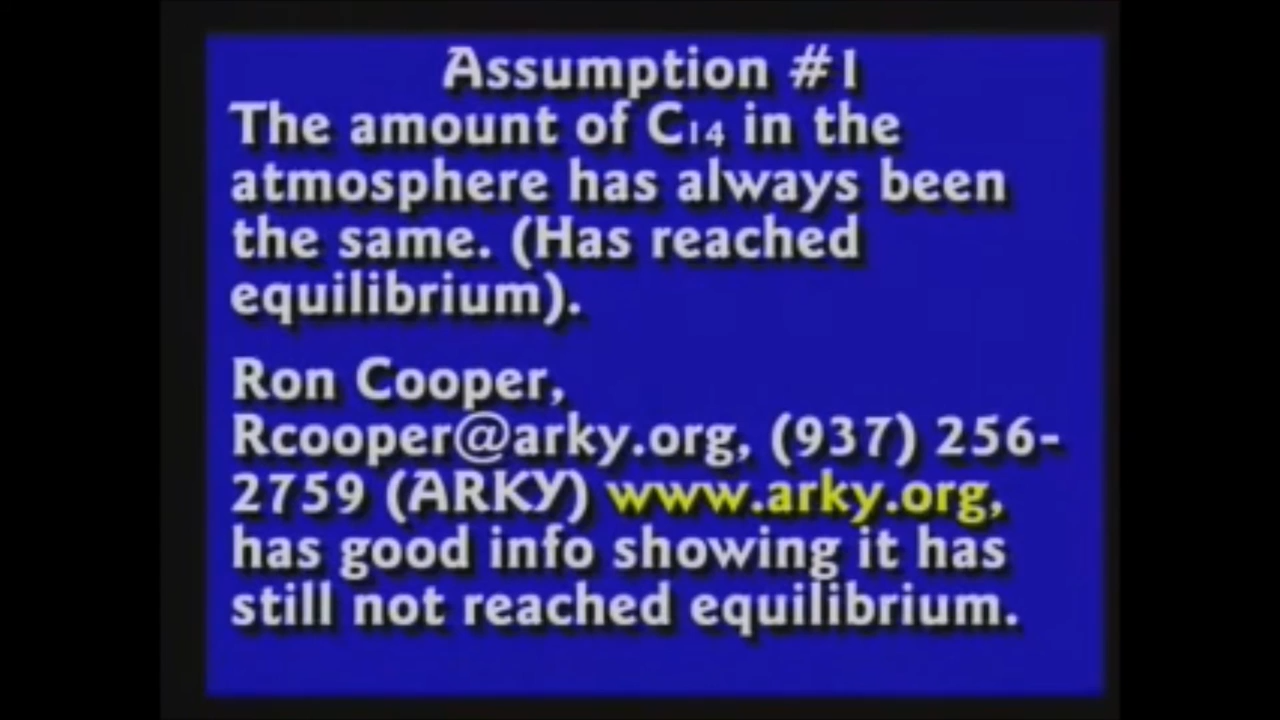 Assumption #1
The amount of C14 in the
atmosphere has always been
the same. (Has reached
equilibrium).
Ron Cooper,
Rcooper@arky.org, (937) 256-
2759 (ARKY) www.arky.org,
has good info showing it has
still not reached equilibrium.